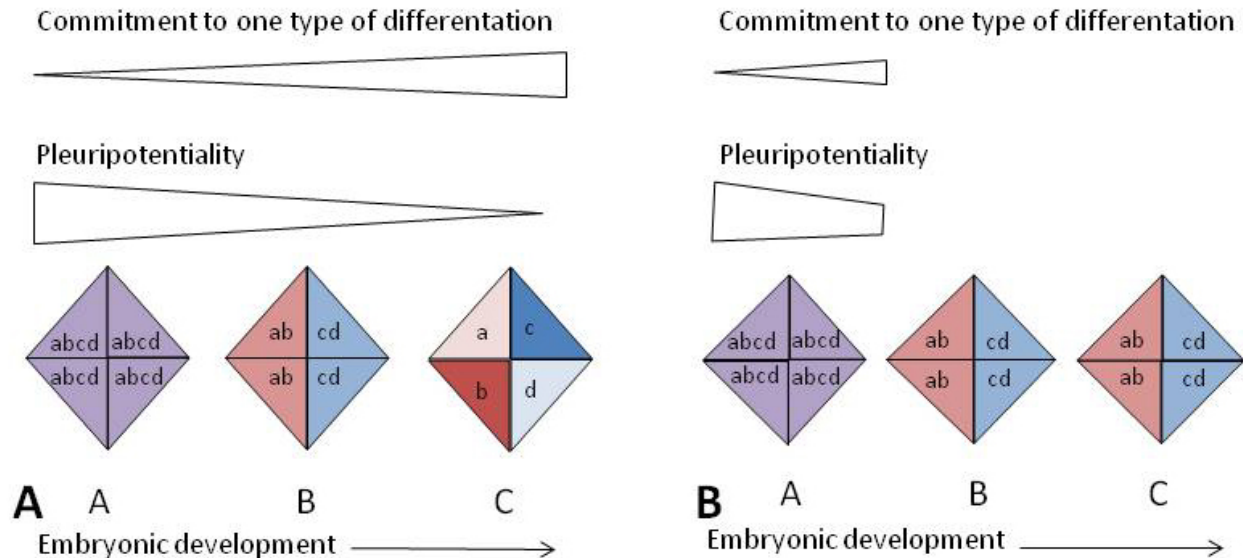 Commitment to one type of differentation
Pleuripotentiality
abcd abcd
abcd abcd
ab cd
ab cd
a c
b d
A A B C
Embryonic development
Commitment to one type of differentation
Pleuripotentiality
abcd abcd
abcd abcd
ab cd
ab cd
ab cd
ab cd
B A B C
Embryonic development